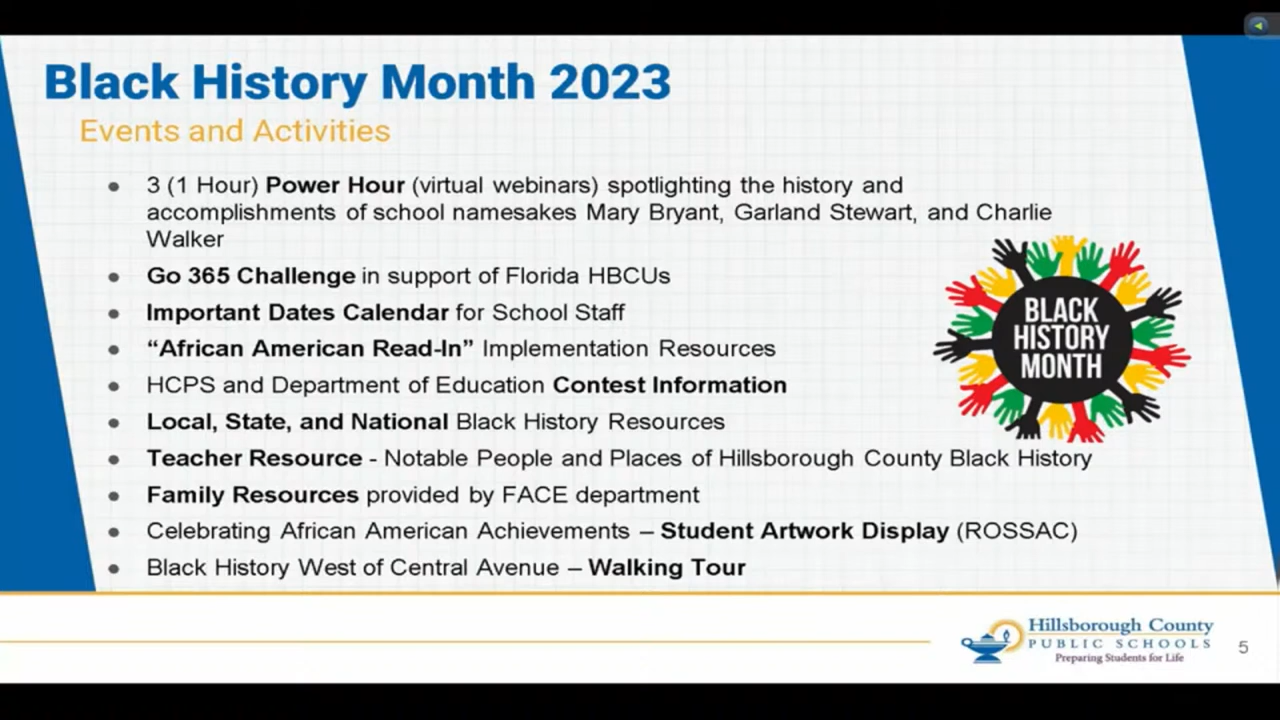 Black History Month 2023
Events and Activities
● 3 (1 Hour) Power Hour (virtual webinars) spotlighting the history and
accomplishments of school namesakes Mary Bryant, Garland Stewart, and Charlie
Walker
● Go 365 Challenge in support of Florida HBCUs
● Important Dates Calendar for School Staff
● “African American Read-In” Implementation Resources
● HCPS and Department of Education Contest Information
● Local, State, and National Black History Resources
● Teacher Resource - Notable People and Places of Hillsborough County Black History
● Family Resources provided by FACE department
● Celebrating African American Achievements – Student Artwork Display (ROSSAC)
● Black History West of Central Avenue – Walking Tour
BLACK
HISTORY
MONTH
Hillsborough County
PUBLIC SCHOOLS
Preparing Students for Life
5